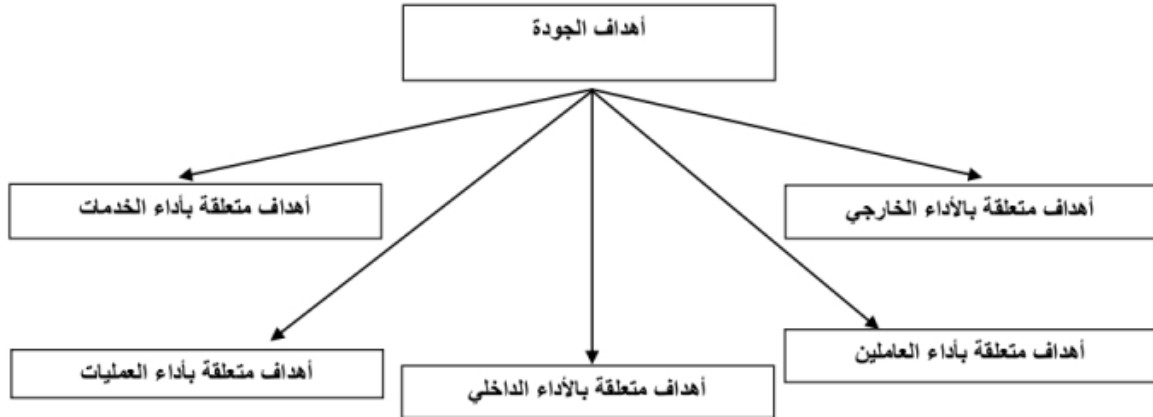 أهداف الجودة
أهداف متعلقة بالأداء الخارجي
أهداف متعلقة بأداء الخدمات
أهداف متعلقة بأداء العاملين
أهداف متعلقة بالأداء الداخلي
أهداف متعلقة بأداء العمليات